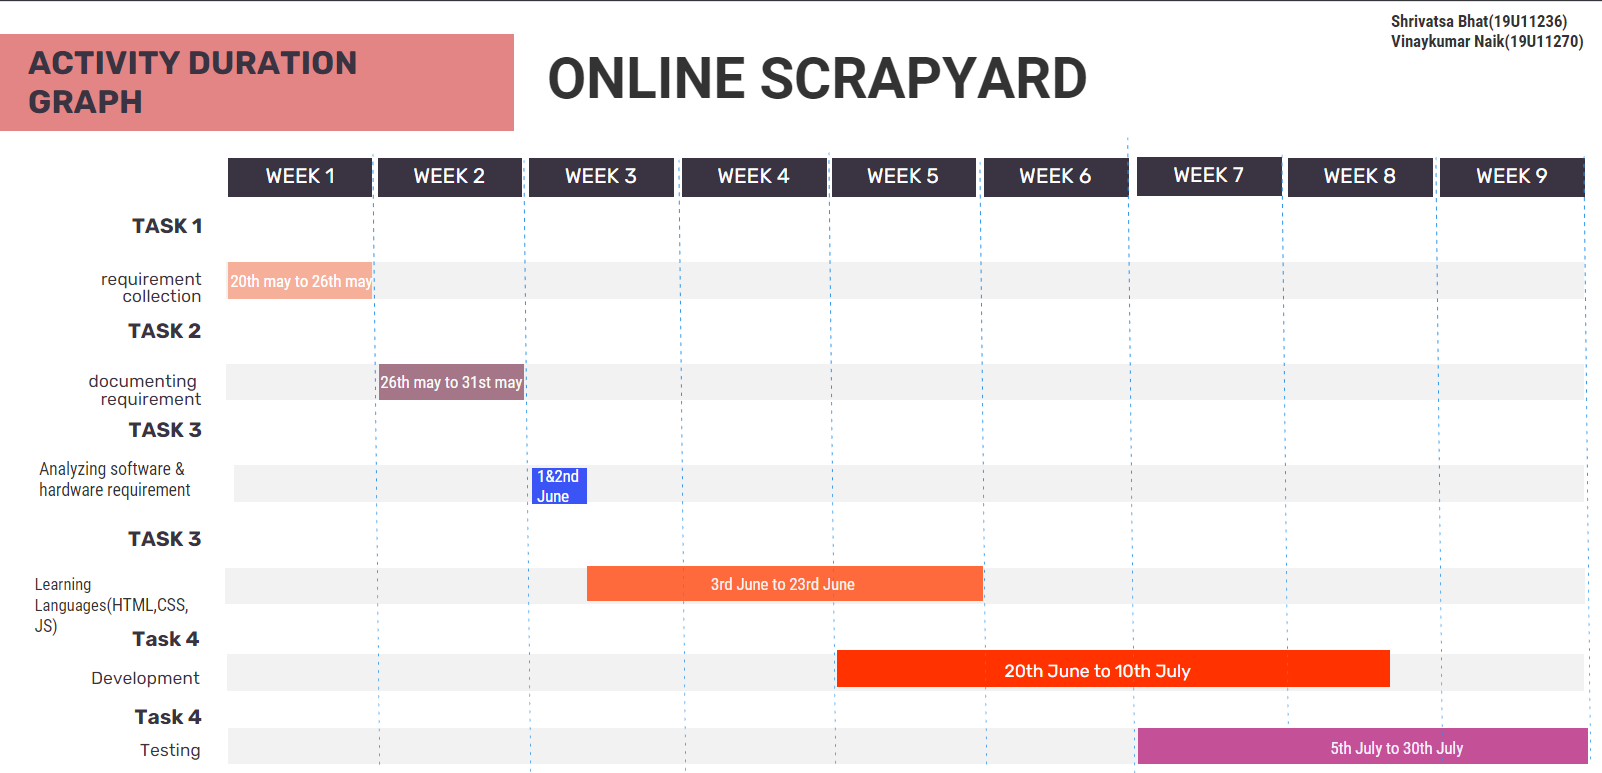 Shrivatsa Bhat(19U11236)
Vinaykumar Naik(19U11270)
ACTIVITY DURATION
GRAPH
ONLINE SCRAPYARD
WEEK 1 WEEK 2 WEEK 3 WEEK 4 WEEK 5 WEEK 6 WEEK 7 WEEK 8 WEEK 9
TASK 1
requirement
collection
20th may to 26th may
TASK 2
documenting
requirement
26th may to 31st may
TASK 3
Analyzing software &
hardware requirement
1&2nd
June
TASK 3
Learning
Languages(HTML,CSS,
JS)
3rd June to 23rd June
Task 4
Development
20th June to 10th July
Task 4
Testing
5th July to 30th July